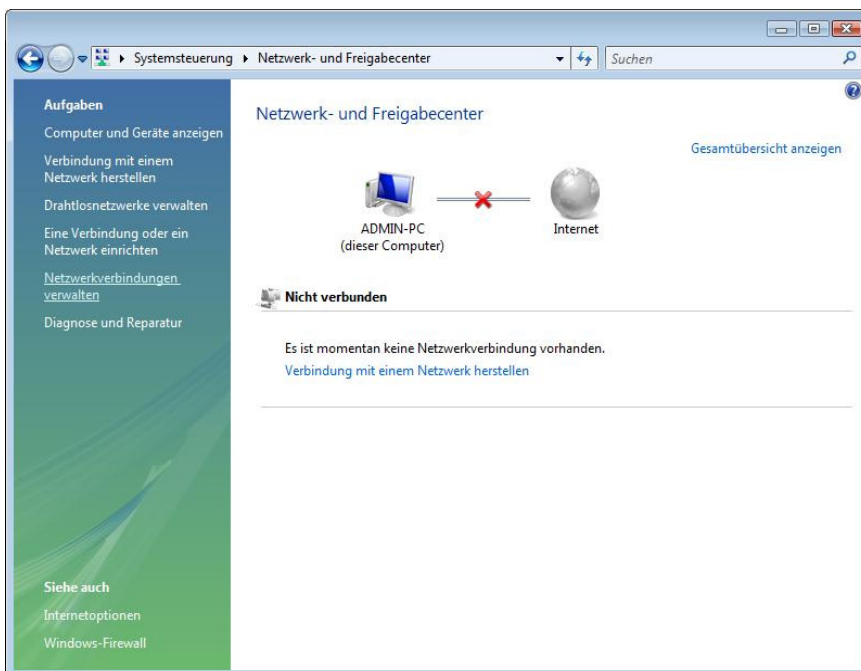 Systemsteuerung Netzwerk- und Freigabecenter
Suchen
Aufgaben
Computer und Geräte anzeigen
Verbindung mit einem
Netzwerk herstellen
Drahtlosnetzwerke verwalten
Eine Verbindung oder ein
Netzwerk einrichten
Netzwerkverbindungen
verwalten
Diagnose und Reparatur
Siehe auch
Internetoptionen
Windows-Firewall
Netzwerk- und Freigabecenter
Gesamtübersicht anzeigen
ADMIN-PC
(dieser Computer)
Internet
Nicht verbunden
Es ist momentan keine Netzwerkverbindung vorhanden.
Verbindung mit einem Netzwerk herstellen